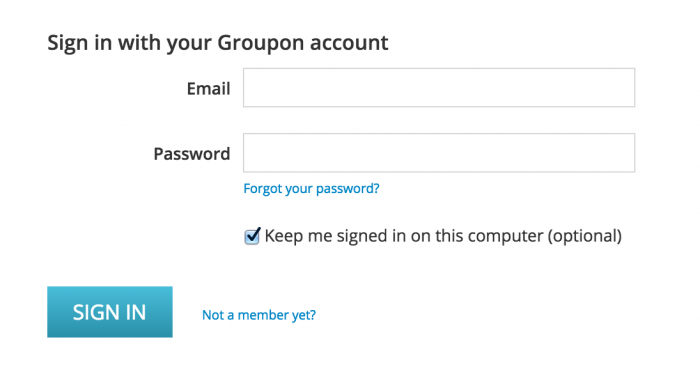 Sign in with your Groupon account
Email
Password
Forgot your password?
Keep me signed in on this computer (optional)
SIGN IN
Not a member yet?